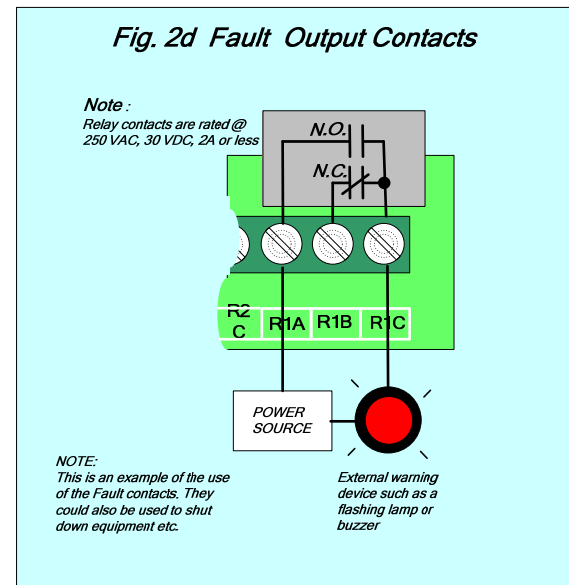 Fig. 2d Fault Output Contacts
Note :
Relay contacts are rated @
250 VAC, 30 VDC, 2A or less
N.O.
N.C.
R2
C
R1A
R1B
R1C
POWER
SOURCE
NOTE:
This is an example of the use
of the Fault contacts. They
could also be used to shut
down equipment etc.
External warning
device such as a
flashing lamp or
buzzer